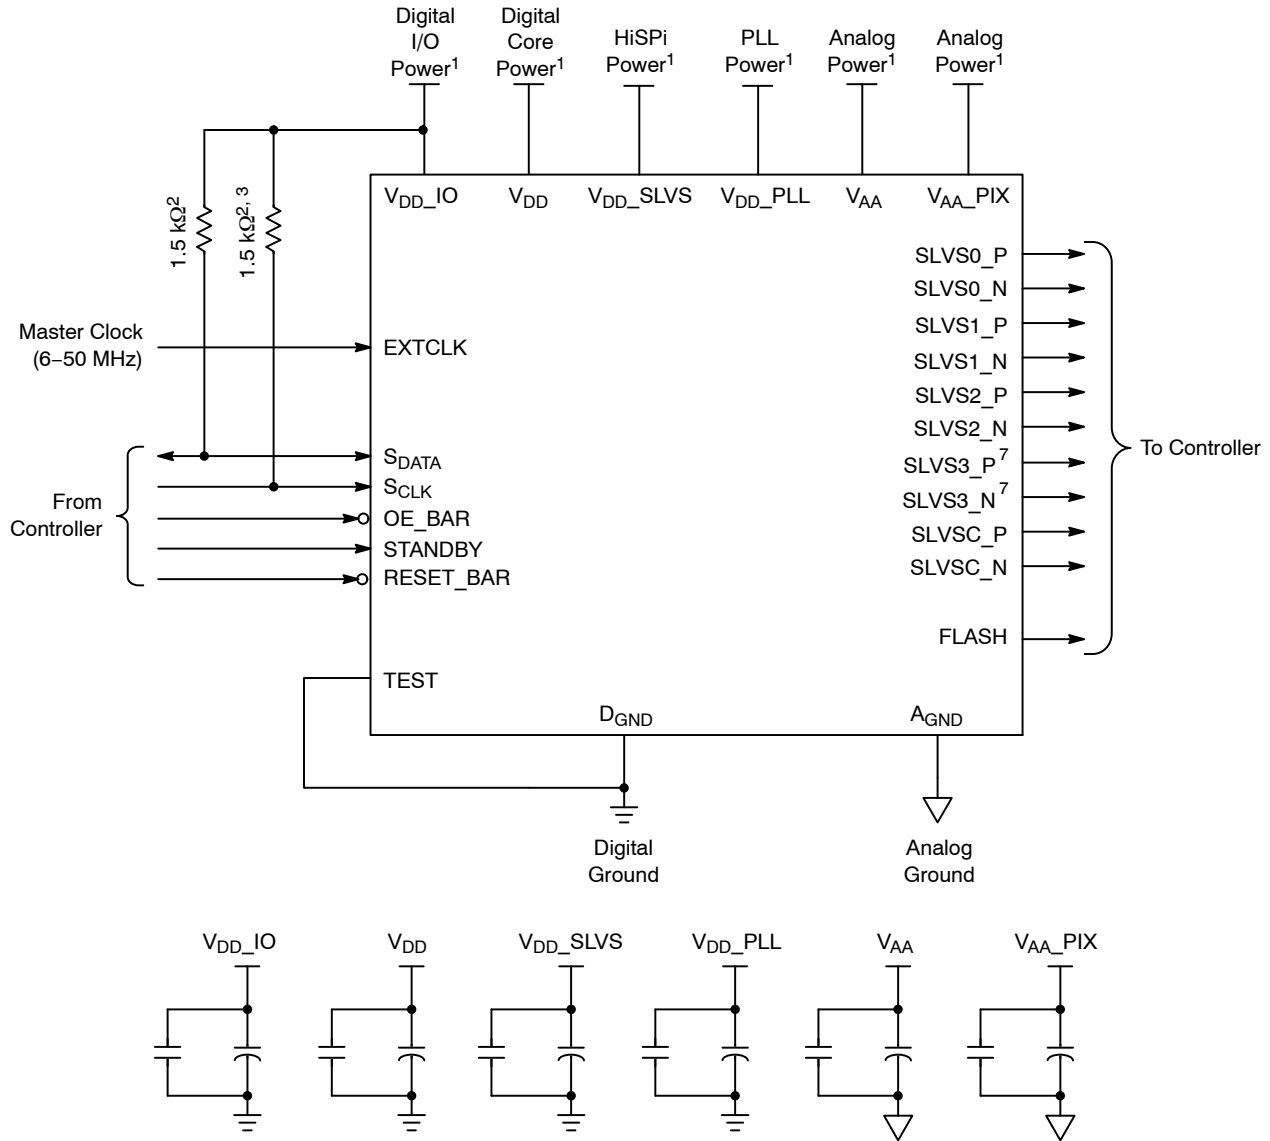 Digital
I/O
Power1
Digital
Core
Power1
HiSPi
Power1
PLL
Power1
Analog
Power1
Analog
Power1
VDD_IO
VDD
VDD_SLVS
VDD_PLL
VAA
VAA_PIX
1.5 kΩ2
1.5 kΩ2, 3
Master Clock
(6–50 MHz)
EXTCLK
From
Controller
SDATA
SCLK
OE_BAR
STANDBY
RESET_BAR
TEST
SLVS0_P
SLVS0_N
SLVS1_P
SLVS1_N
SLVS2_P
SLVS2_N
SLVS3_P7
SLVS3_N7
SLVSC_P
SLVSC_N
FLASH
To Controller
DGND
AGND
Digital
Ground
Analog
Ground
VDD_IO
VDD
VDD_SLVS
VDD_PLL
VAA
VAA_PIX